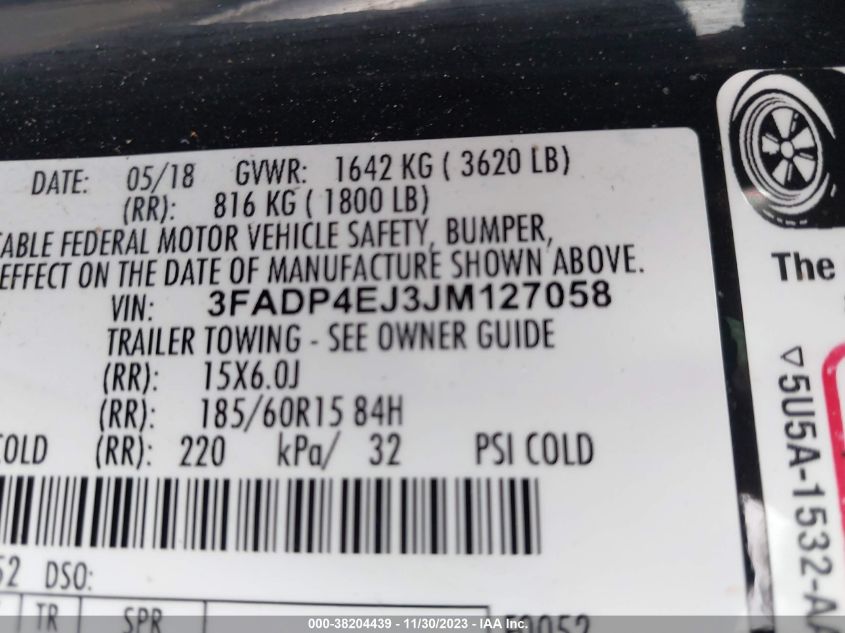 DATE: 05/18 GVWR: 1642 KG ( 3620 LB)
(RR): 816 KG ( 1800 LB)
TABLE FEDERAL MOTOR VEHICLE SAFETY, BUMPER,
EFFECT ON THE DATE OF MANUFACTURE SHOWN ABOVE.
VIN: 3FADP4EJ3JM127058
TRAILER TOWING - SEE OWNER GUIDE
(RR): 15X6.0J
(RR): 185/60R15 84H
COLD (RR): 220 kPa/ 32 PSI COLD
52 DSO:
TR SPR
The
5U5A-1532-AA
000-38204439 - 11/30/2023 - IAA Inc.